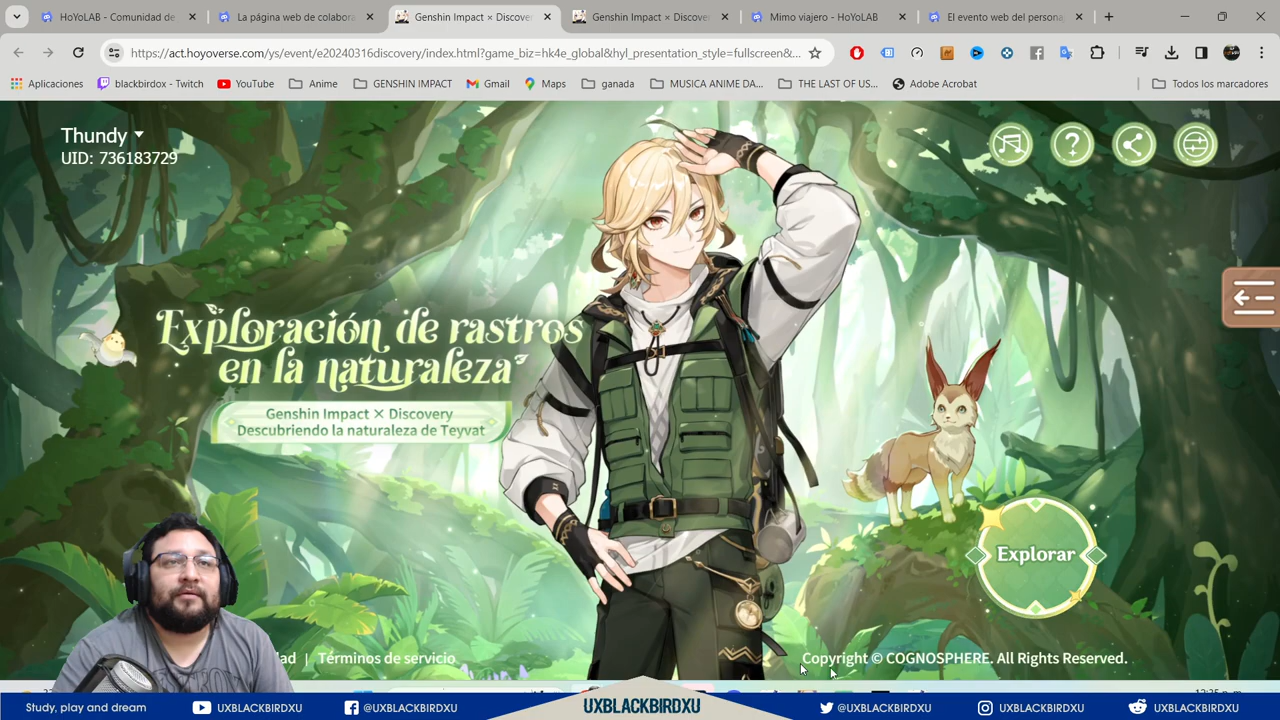 HoYoLAB - Comunidad de
La página web de colabora
Genshin Impact × Discover
Genshin Impact × Discover
Mimo viajero - HoYoLAB
El evento web del persona
https://act.hoyoverse.com/ys/event/e20240316discovery/index.html?game_biz=hk4e_global&hyl_presentation_style=fullscreen&...
Aplicaciones
blackbirdox - Twitch
YouTube
Anime
GENSHIN IMPACT
Gmail
Maps
ganada
MUSICA ANIME DA...
THE LAST OF US...
Adobe Acrobat
Todos los marcadores
Thundy
UID: 736183729
Exploración de rastros
en la naturaleza
Genshin Impact × Discovery
Descubriendo la naturaleza de Teyvat
Explorar
Términos de servicio
Copyright © COGNOSPHERE. All Rights Reserved.
Study, play and dream
UXBLACKBIRDXU
@UXBLACKBIRDXU
UXBLACKBIRDXU
@UXBLACKBIRDXU
UXBLACKBIRDXU
UXBLACKBIRDXU